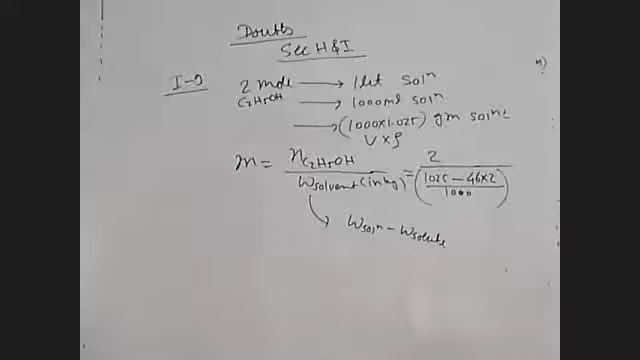 Doubts
Sec H & I
I-9
2 mole C2H5OH → 1 lit soln
→ 1000 ml soln
→ (1000×1.025) gm soln
V×ρ
m = nC2H5OH / Wsolvent (in kg) = 2 / ((1025 - 46×2) / 1000)
Wsoln - Wsolute